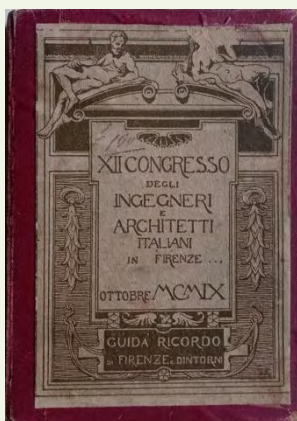 XII CONGRESSO
DEGLI
INGEGNERI
E
ARCHITETTI
ITALIANI
IN FIRENZE...
OTTOBRE MCMIX
GUIDA RICORDO
DI FIRENZE E DINTORNI